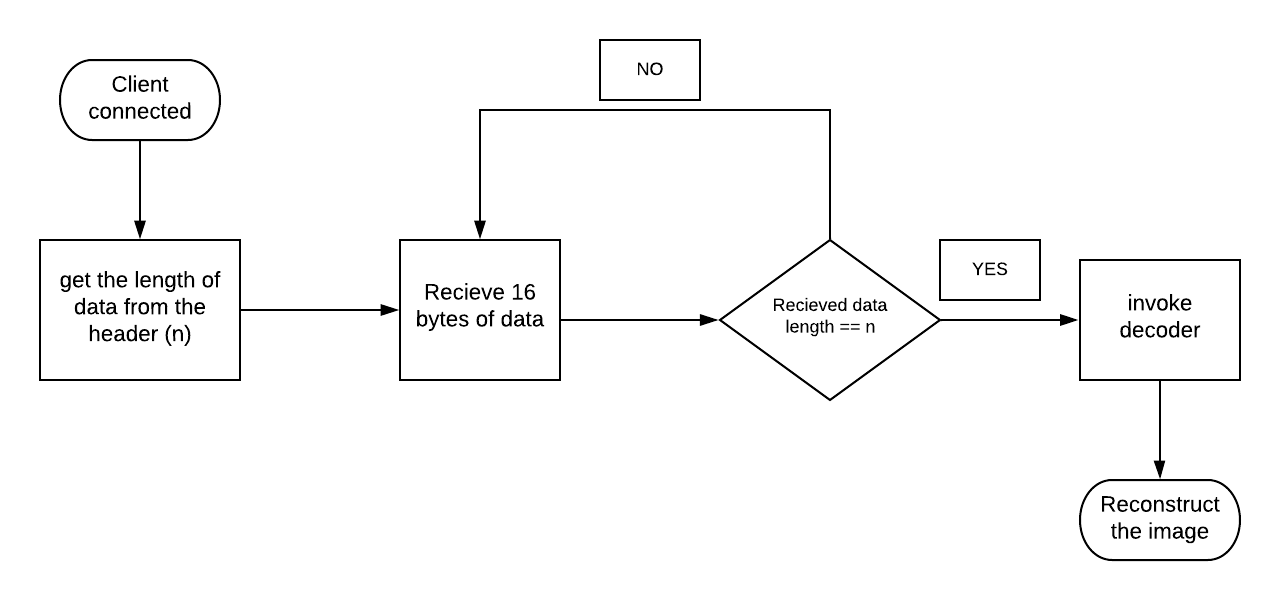 Client
connected
get the length of
data from the
header (n)
Recieve 16
bytes of data
NO
Recieved data
length == n
YES
invoke
decoder
Reconstruct
the image